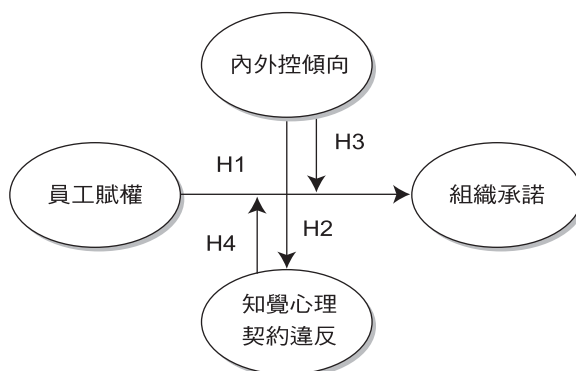 內外控傾向
H1
H3
員工賦權
組織承諾
H4
H2
知覺心理
契約違反